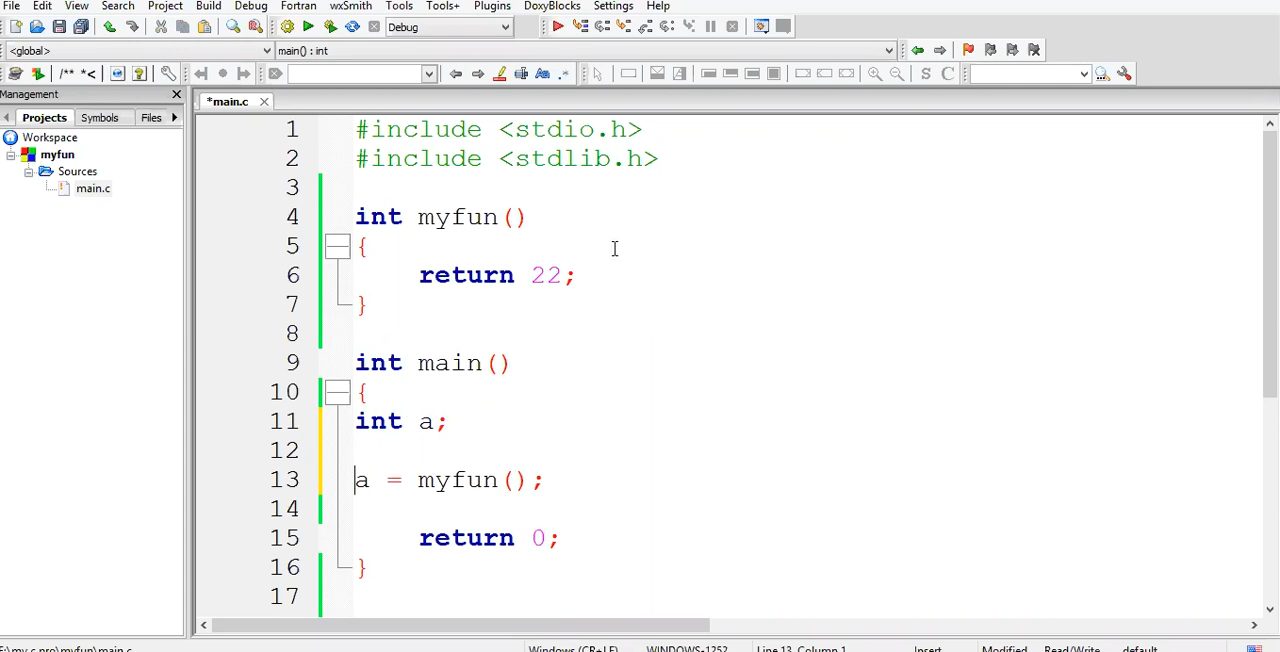 File Edit View Search Project Build Debug Fortran wxSmith Tools Tools+ Plugins DoxyBlocks Settings Help
Debug
<global> main() : int
/** *<
S C
Management
*main.c
Projects Symbols Files
Workspace
myfun
Sources
main.c
1 #include <stdio.h>
2 #include <stdlib.h>
3
4 int myfun()
5 {
6 return 22;
7 }
8
9 int main()
10 {
11 int a;
12
13 a = myfun();
14
15 return 0;
16 }
17
Windows (CR+LF) WINDOWS-1252 Line 13, Column 1 Insert Modified Read/Write default